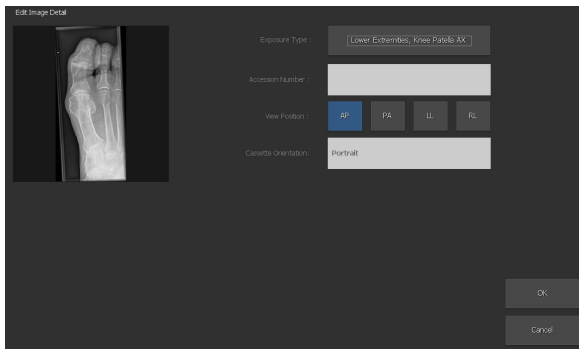 Edit Image Detail
Exposure Type :
Lower Extremities, Knee Patella AX
Accession Number :
View Position :
AP
PA
LL
RL
Cassette Orientation:
Portrait
OK
Cancel